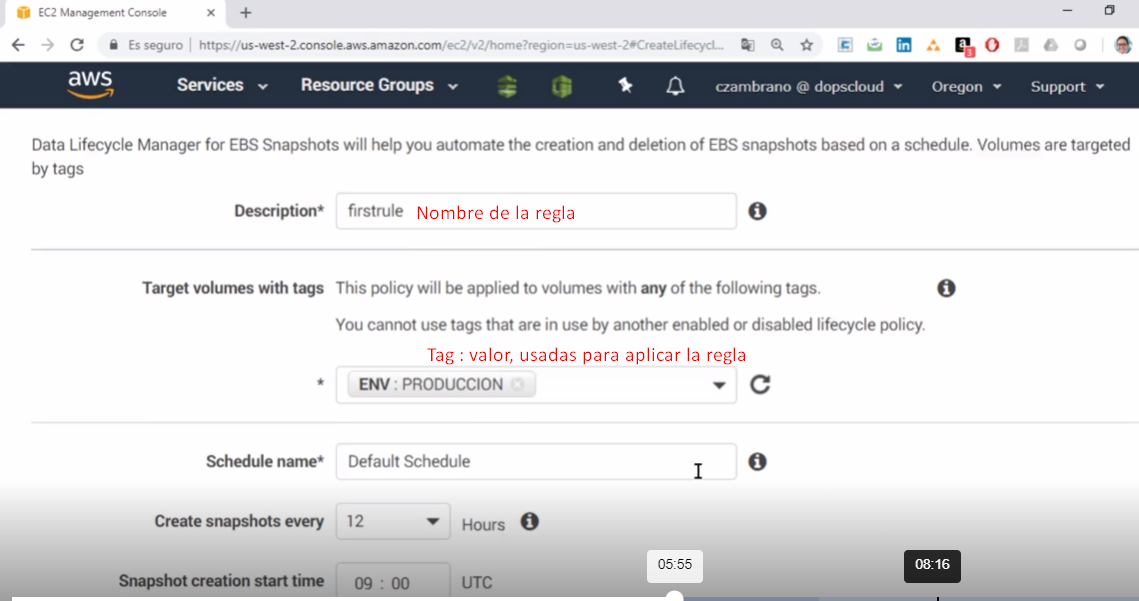 EC2 Management Console
Es seguro | https://us-west-2.console.aws.amazon.com/ec2/v2/home?region=us-west-2#CreateLifecycl...
aws Services Resource Groups czambrano @ dopscloud Oregon Support
Data Lifecycle Manager for EBS Snapshots will help you automate the creation and deletion of EBS snapshots based on a schedule. Volumes are targeted
by tags
Description* firstrule Nombre de la regla
Target volumes with tags This policy will be applied to volumes with any of the following tags.
You cannot use tags that are in use by another enabled or disabled lifecycle policy.
Tag : valor, usadas para aplicar la regla
* ENV : PRODUCCION
Schedule name* Default Schedule
Create snapshots every 12 Hours
Snapshot creation start time 09 : 00 UTC
05:55 08:16